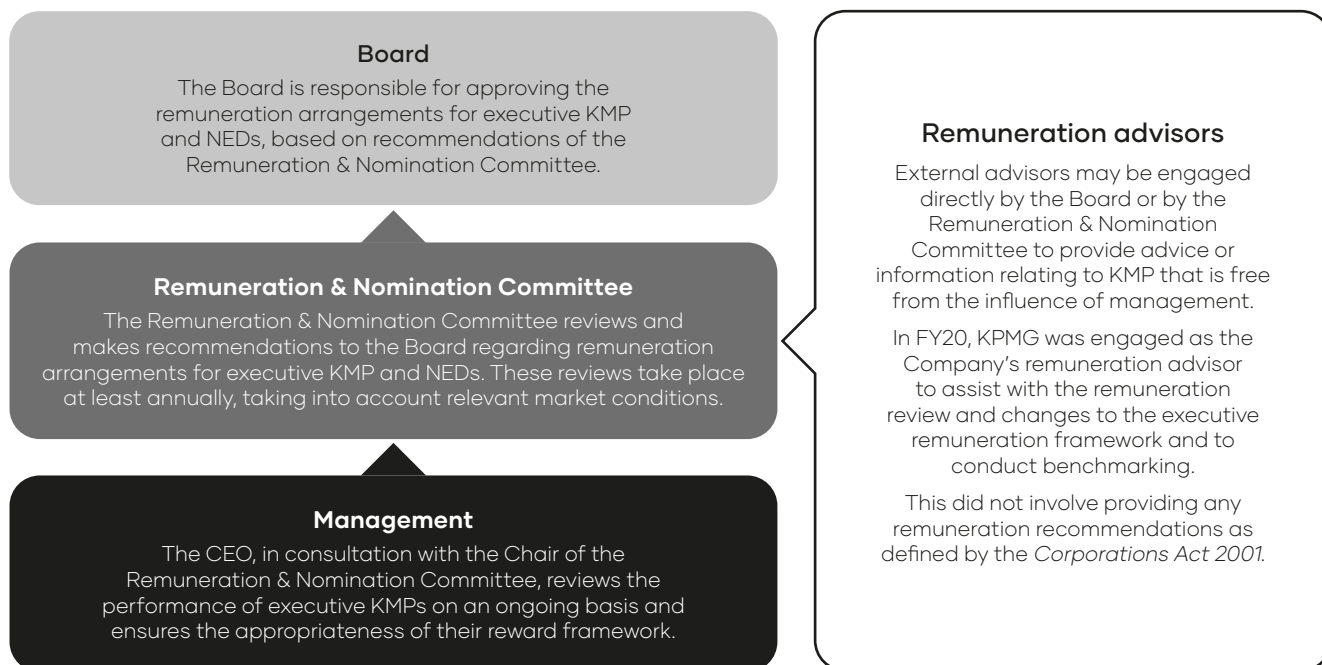 Board
The Board is responsible for approving the
remuneration arrangements for executive KMP
and NEDs, based on recommendations of the
Remuneration & Nomination Committee.
Remuneration & Nomination Committee
The Remuneration & Nomination Committee reviews and
makes recommendations to the Board regarding remuneration
arrangements for executive KMP and NEDs. These reviews take place
at least annually, taking into account relevant market conditions.
Management
The CEO, in consultation with the Chair of the
Remuneration & Nomination Committee, reviews the
performance of executive KMPs on an ongoing basis and
ensures the appropriateness of their reward framework.
Remuneration advisors
External advisors may be engaged
directly by the Board or by the
Remuneration & Nomination
Committee to provide advice or
information relating to KMP that is free
from the influence of management.
In FY20, KPMG was engaged as the
Company's remuneration advisor
to assist with the remuneration
review and changes to the executive
remuneration framework and to
conduct benchmarking.
This did not involve providing any
remuneration recommendations as
defined by the Corporations Act 2001.